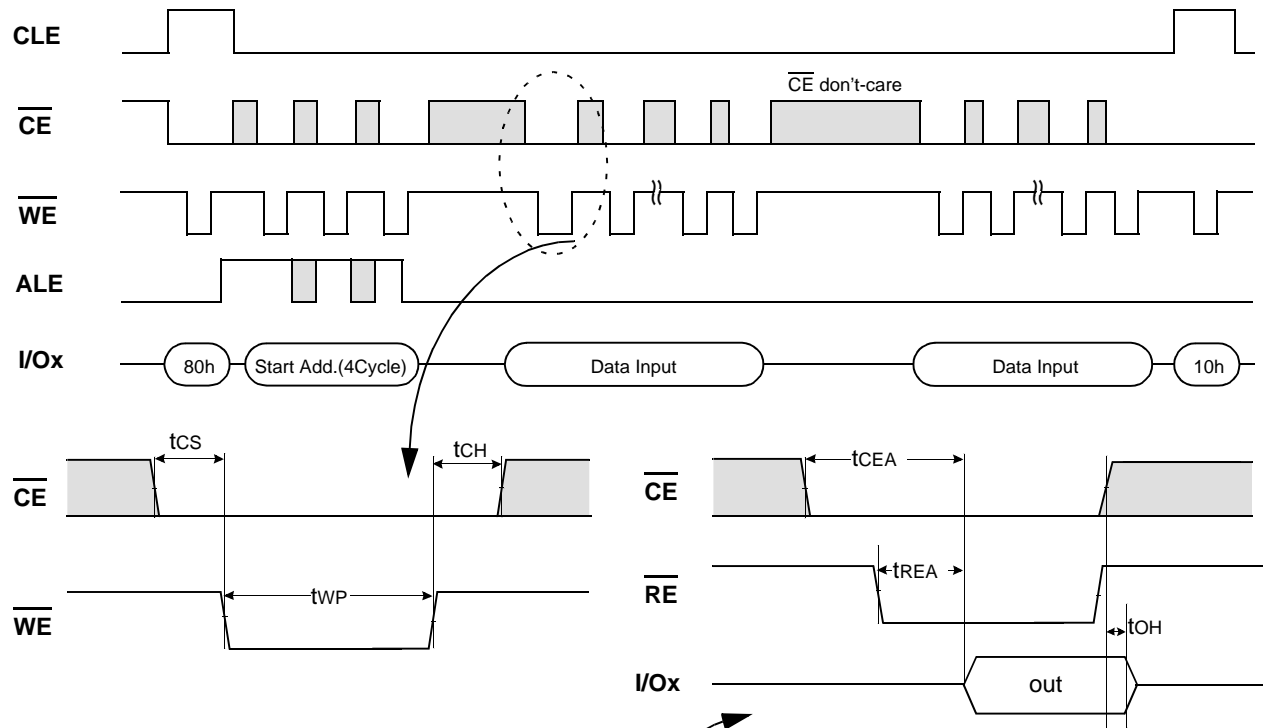 CLE
CE don't-care
CE
WE
ALE
I/Ox 80h Start Add.(4Cycle) Data Input Data Input 10h
tCS tCH
CE
tWP
WE
tCEA
CE
tREA
RE
tOH
I/Ox out